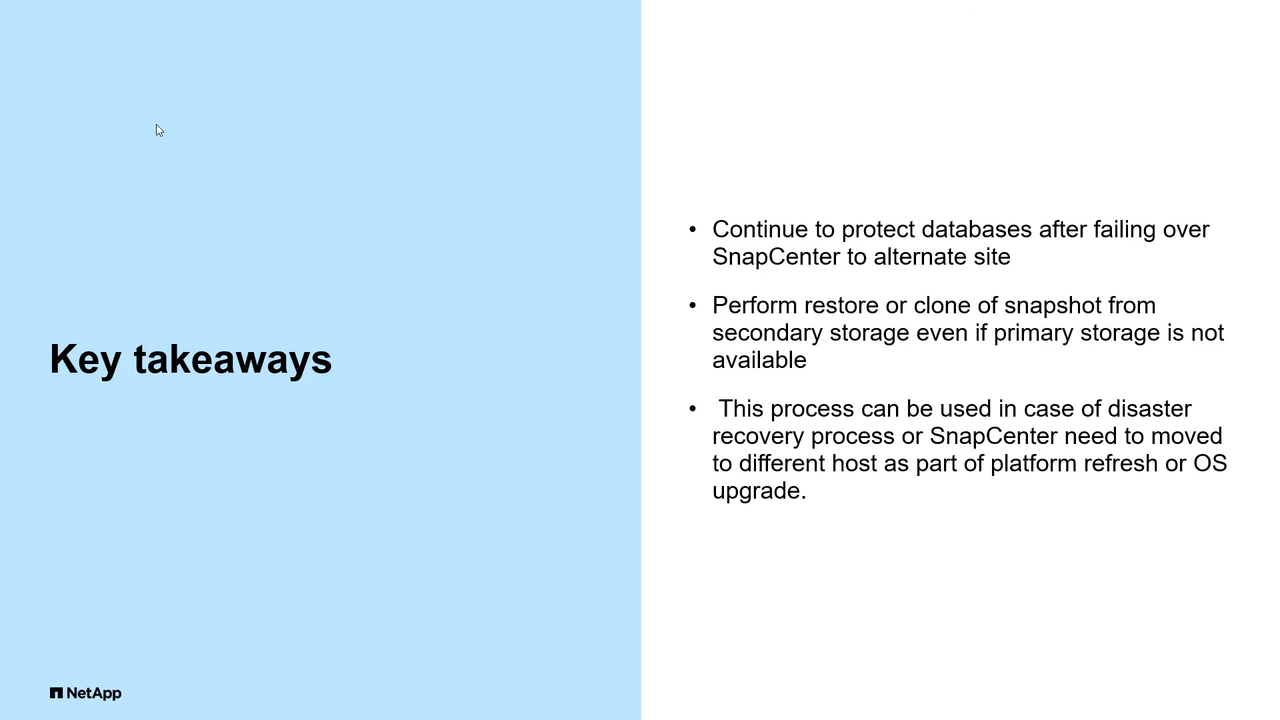 Key takeaways
• Continue to protect databases after failing over
SnapCenter to alternate site
• Perform restore or clone of snapshot from
secondary storage even if primary storage is not
available
• This process can be used in case of disaster
recovery process or SnapCenter need to moved
to different host as part of platform refresh or OS
upgrade.
NetApp